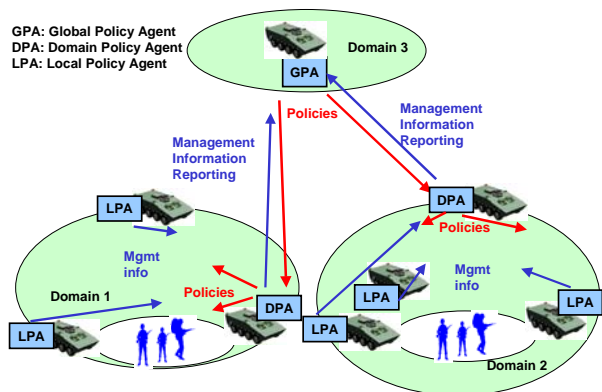 GPA: Global Policy Agent
DPA: Domain Policy Agent
LPA: Local Policy Agent
Domain 3
GPA
Policies
Management
Information
Reporting
Management
Information
Reporting
LPA
DPA
Policies
Mgmt
info
Mgmt
info
Domain 1
Policies
LPA
DPA
LPA
LPA
LPA
Domain 2